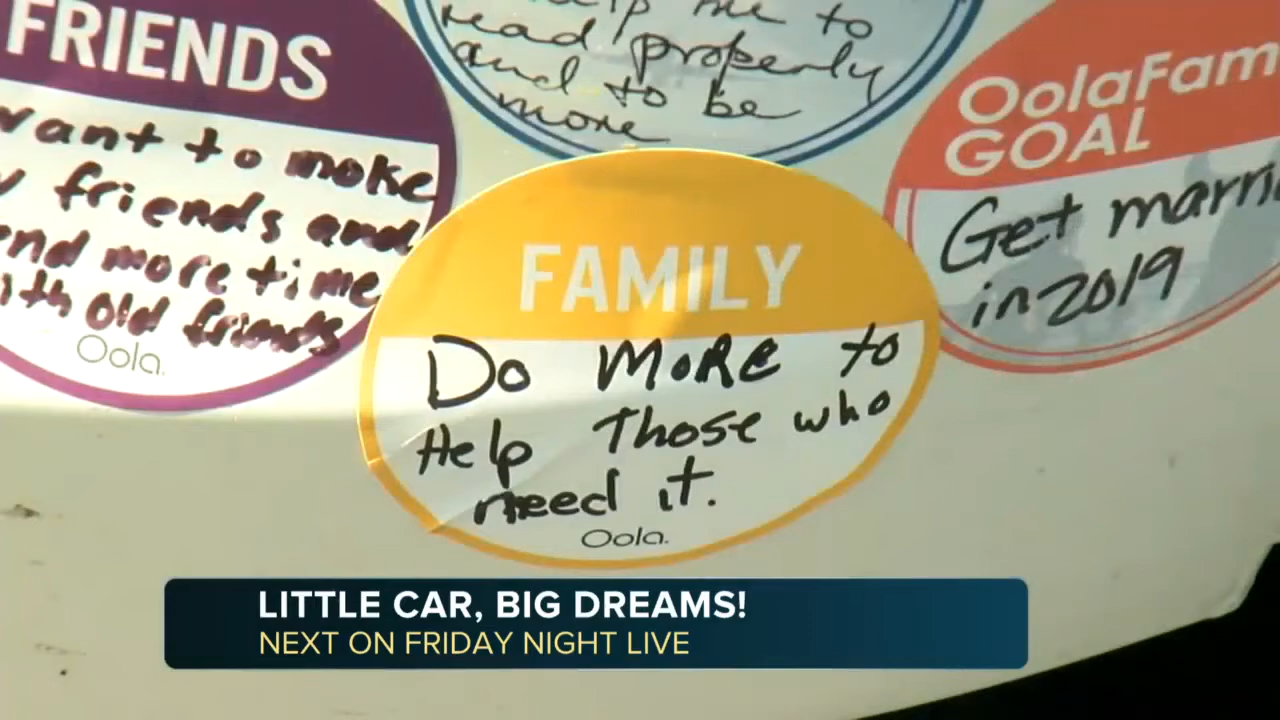 FRIENDS
want to make
friends and
more time
with old friends
Oola.
me to
read properly
and to be
more
OolaFam
GOAL
Get marri
in 2019
FAMILY
Do MORE to
Help Those who
need it.
Oola.
LITTLE CAR, BIG DREAMS!
NEXT ON FRIDAY NIGHT LIVE